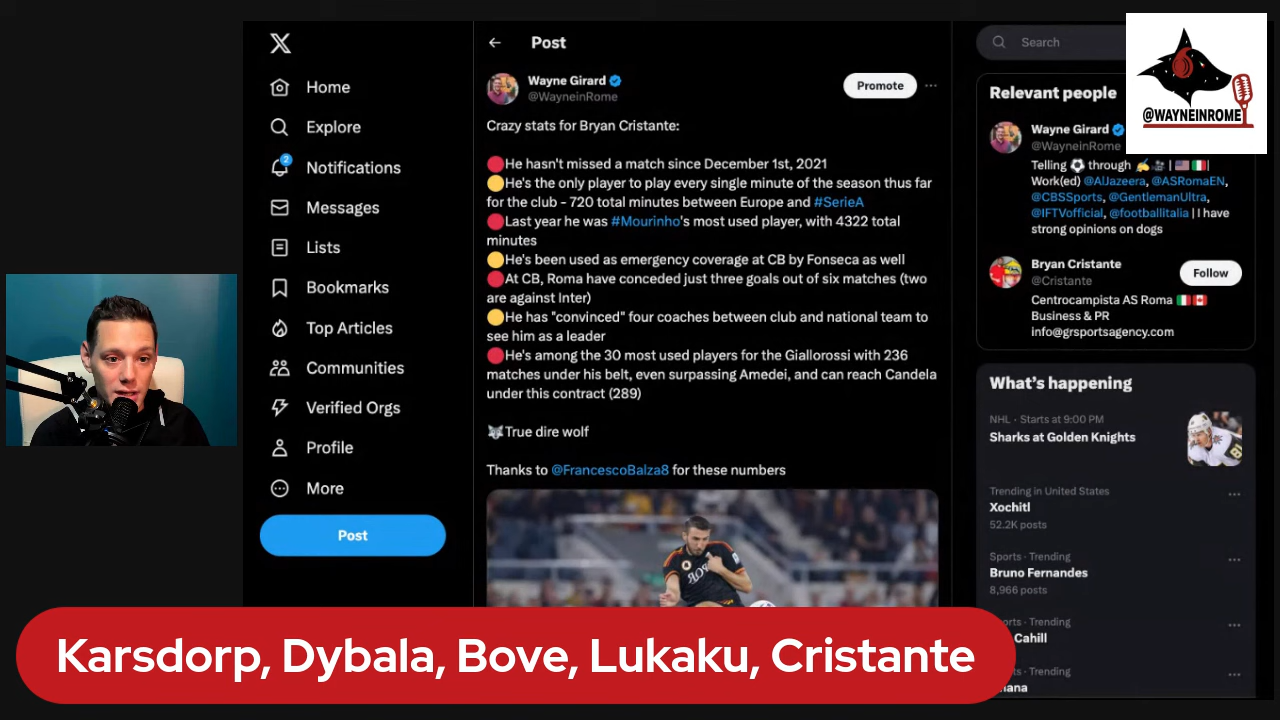 Post
Home
Explore
2
Notifications
Messages
Lists
Bookmarks
Top Articles
Communities
Verified Orgs
Profile
More
Post
Wayne Girard
@WayneinRome
Promote
Crazy stats for Bryan Cristante:
He hasn't missed a match since December 1st, 2021
He's the only player to play every single minute of the season thus far
for the club - 720 total minutes between Europe and #SerieA
Last year he was #Mourinho's most used player, with 4322 total
minutes
He's been used as emergency coverage at CB by Fonseca as well
At CB, Roma have conceded just three goals out of six matches (two
are against Inter)
He has "convinced" four coaches between club and national team to
see him as a leader
He's among the 30 most used players for the Giallorossi with 236
matches under his belt, even surpassing Amedei, and can reach Candela
under this contract (289)
True dire wolf
Thanks to @FrancescoBalza8 for these numbers
Search
@WAYNEINROME
Relevant people
Wayne Girard
@WayneinRome
Telling through
Work(ed) @AlJazeera, @ASRomaEN,
@CBSSports, @GentlemanUltra,
@IFTVofficial, @footballitalia | I have
strong opinions on dogs
Bryan Cristante
@Cristante
Follow
Centrocampista AS Roma
Business & PR
info@grsportsagency.com
What's happening
NHL · Starts at 9:00 PM
Sharks at Golden Knights
Trending in United States
Xochitl
52.2K posts
Sports · Trending
Bruno Fernandes
8,966 posts
Trending
Cahill
Trending
Karsdorp, Dybala, Bove, Lukaku, Cristante